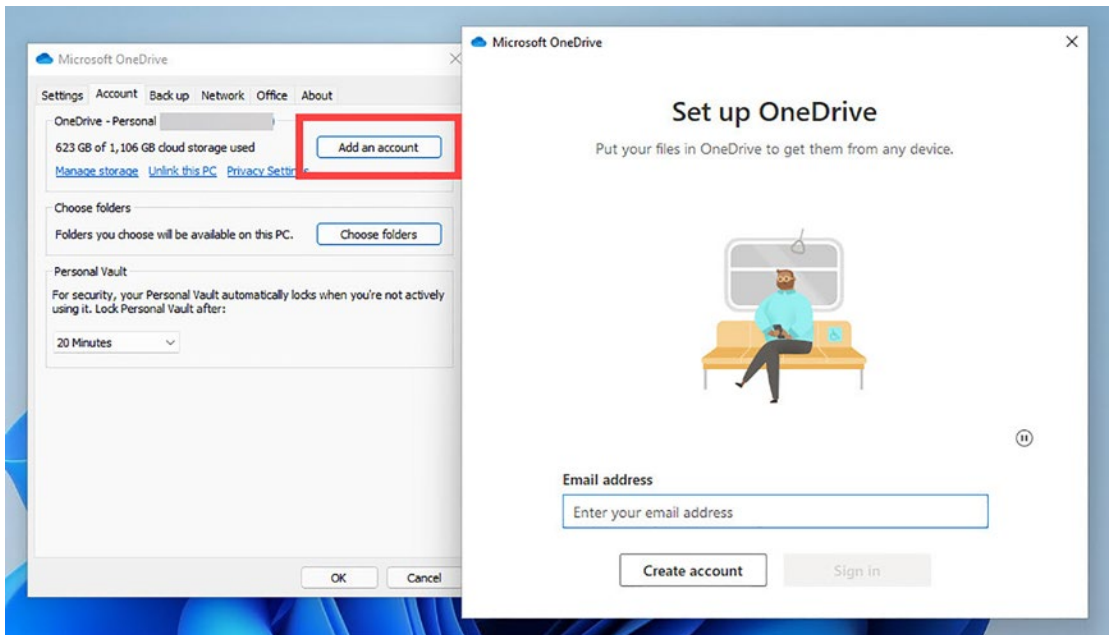 Microsoft OneDrive
Settings Account Back up Network Office About
OneDrive - Personal
623 GB of 1,106 GB cloud storage used
Add an account
Manage storage Unlink this PC Privacy Settings
Choose folders
Folders you choose will be available on this PC.
Choose folders
Personal Vault
For security, your Personal Vault automatically locks when you're not actively
using it. Lock Personal Vault after:
20 Minutes
OK Cancel
Microsoft OneDrive
Set up OneDrive
Put your files in OneDrive to get them from any device.
Email address
Enter your email address
Create account Sign in